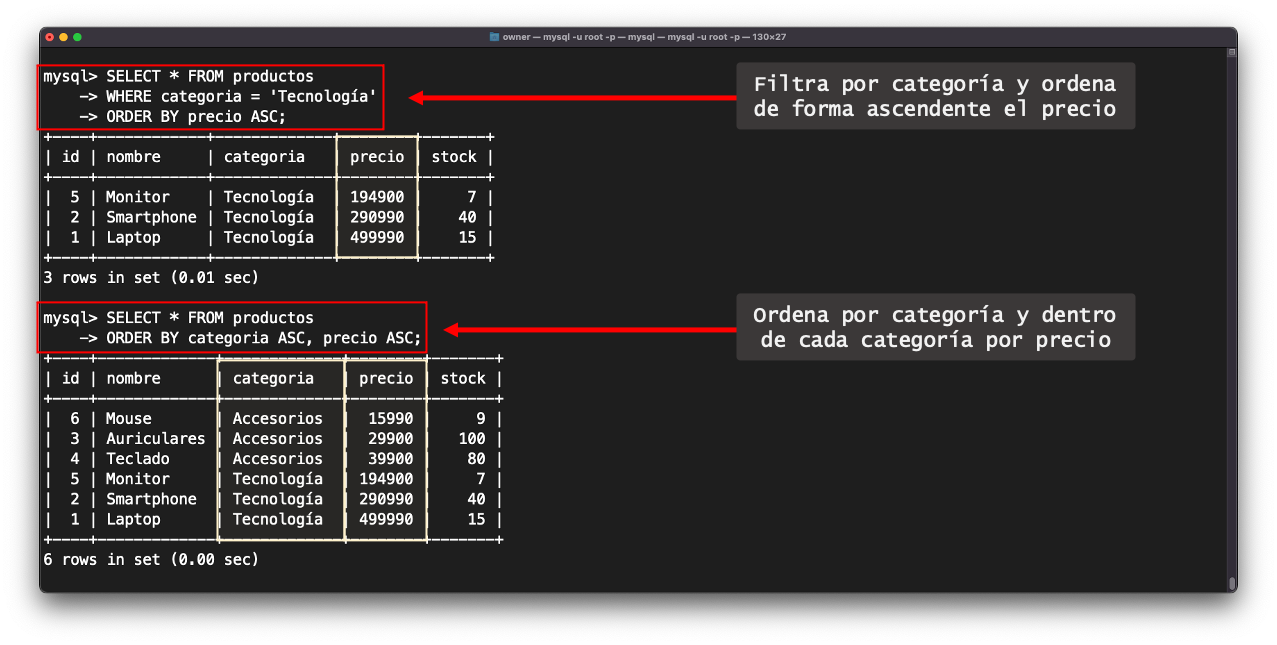 owner — mysql -u root -p — mysql — mysql -u root -p — 130×27
mysql> SELECT * FROM productos
    -> WHERE categoria = 'Tecnología'
    -> ORDER BY precio ASC;
Filtra por categoría y ordena
de forma ascendente el precio
+----+------------+-------------+--------+-------+
| id | nombre     | categoria   | precio | stock |
+----+------------+-------------+--------+-------+
|  5 | Monitor    | Tecnología  | 194900 |     7 |
|  2 | Smartphone | Tecnología  | 290990 |    40 |
|  1 | Laptop     | Tecnología  | 499990 |    15 |
+----+------------+-------------+--------+-------+
3 rows in set (0.01 sec)
mysql> SELECT * FROM productos
    -> ORDER BY categoria ASC, precio ASC;
Ordena por categoría y dentro
de cada categoría por precio
+----+-------------+-------------+--------+-------+
| id | nombre      | categoria   | precio | stock |
+----+-------------+-------------+--------+-------+
|  6 | Mouse       | Accesorios  |  15990 |     9 |
|  3 | Auriculares | Accesorios  |  29900 |   100 |
|  4 | Teclado     | Accesorios  |  39900 |    80 |
|  5 | Monitor     | Tecnología  | 194900 |     7 |
|  2 | Smartphone  | Tecnología  | 290990 |    40 |
|  1 | Laptop      | Tecnología  | 499990 |    15 |
+----+-------------+-------------+--------+-------+
6 rows in set (0.00 sec)